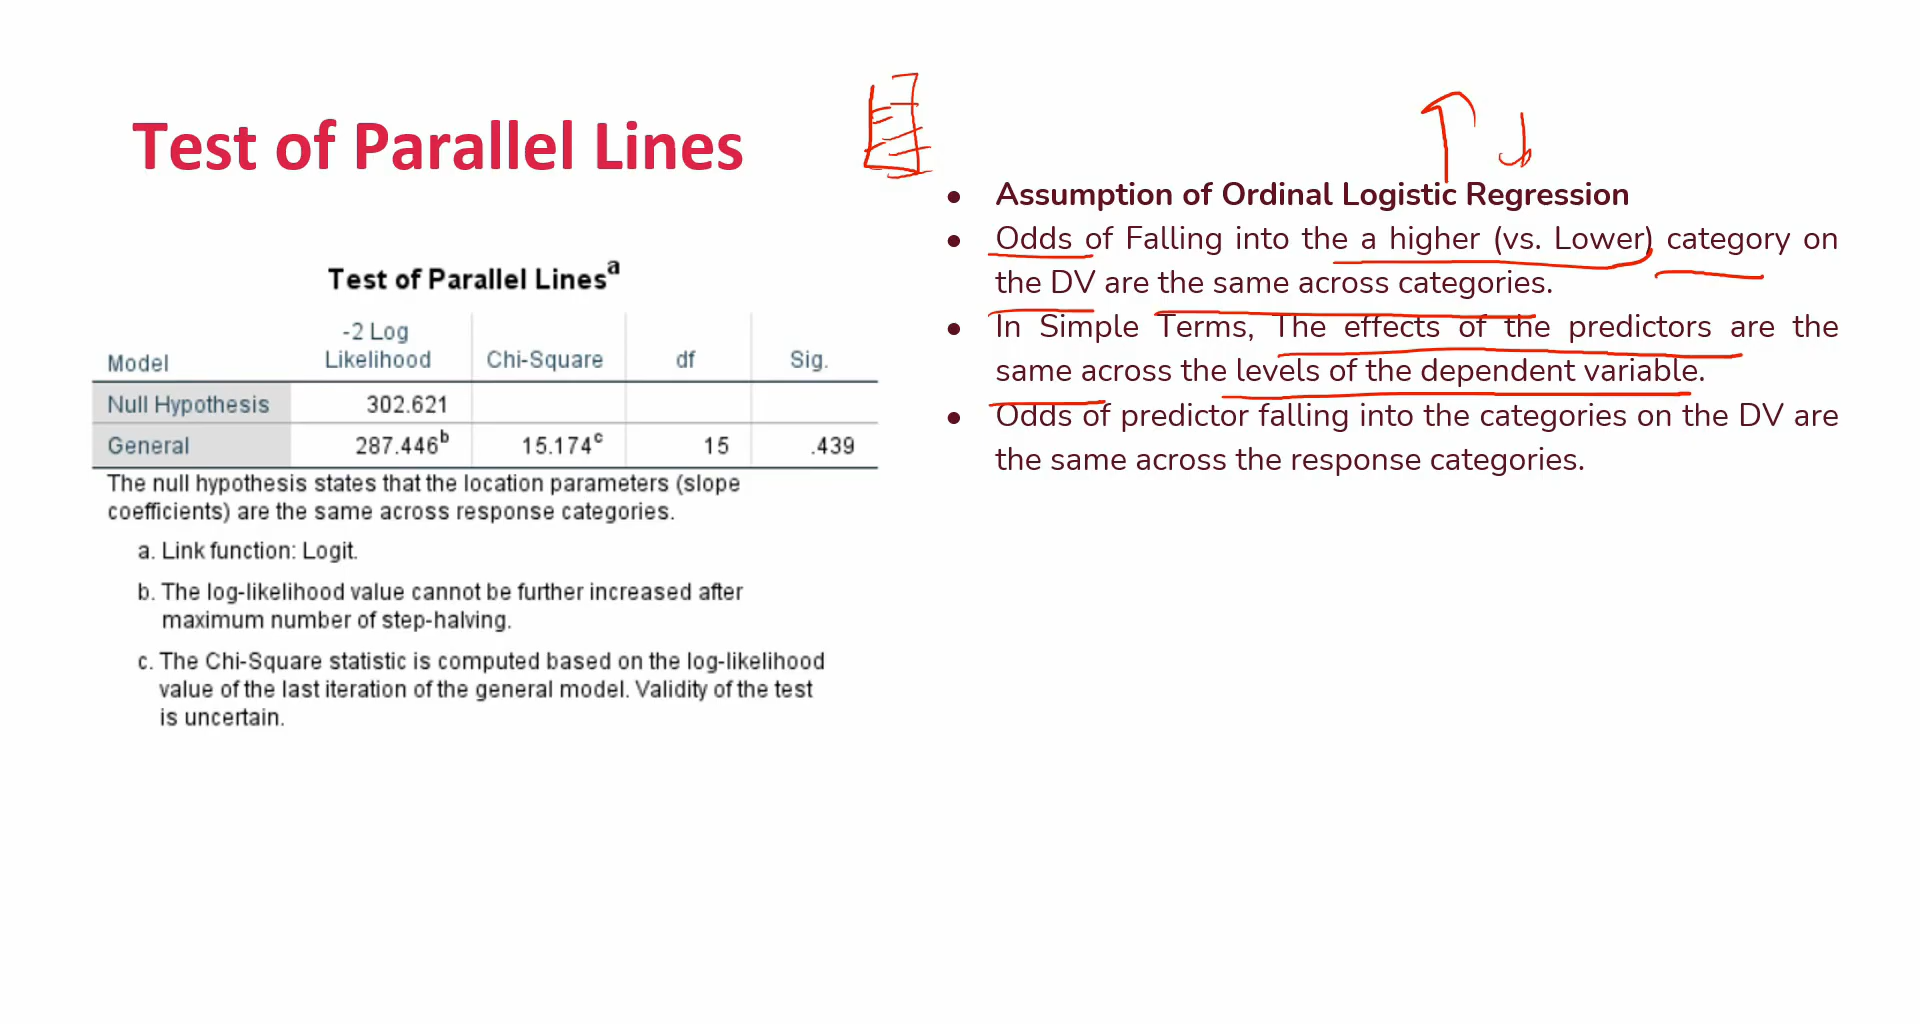 Test of Parallel Lines
Test of Parallel Linesa
Model -2 Log Likelihood Chi-Square df Sig.
Null Hypothesis 302.621
General 287.446b 15.174c 15 .439
The null hypothesis states that the location parameters (slope
coefficients) are the same across response categories.
a. Link function: Logit.
b. The log-likelihood value cannot be further increased after
maximum number of step-halving.
c. The Chi-Square statistic is computed based on the log-likelihood
value of the last iteration of the general model. Validity of the test
is uncertain.
● Assumption of Ordinal Logistic Regression
● Odds of Falling into the a higher (vs. Lower) category on
the DV are the same across categories.
● In Simple Terms, The effects of the predictors are the
same across the levels of the dependent variable.
● Odds of predictor falling into the categories on the DV are
the same across the response categories.